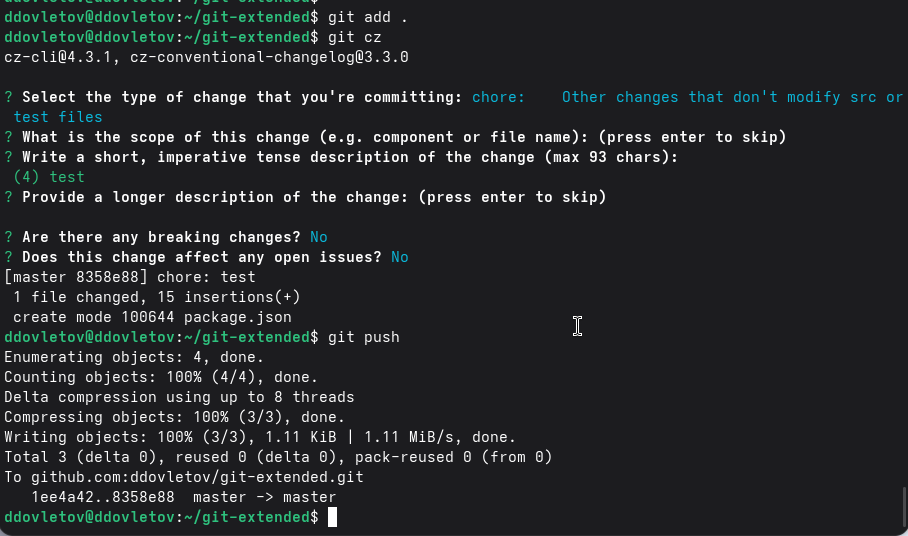 ddovletov@ddovletov:~/git-extended$ git add .
ddovletov@ddovletov:~/git-extended$ git cz
cz-cli@4.3.1, cz-conventional-changelog@3.3.0

? Select the type of change that you're committing: chore:    Other changes that don't modify src or
 test files
? What is the scope of this change (e.g. component or file name): (press enter to skip)
? Write a short, imperative tense description of the change (max 93 chars):
 (4) test
? Provide a longer description of the change: (press enter to skip)

? Are there any breaking changes? No
? Does this change affect any open issues? No
[master 8358e88] chore: test
 1 file changed, 15 insertions(+)
 create mode 100644 package.json
ddovletov@ddovletov:~/git-extended$ git push
Enumerating objects: 4, done.
Counting objects: 100% (4/4), done.
Delta compression using up to 8 threads
Compressing objects: 100% (3/3), done.
Writing objects: 100% (3/3), 1.11 KiB | 1.11 MiB/s, done.
Total 3 (delta 0), reused 0 (delta 0), pack-reused 0 (from 0)
To github.com:ddovletov/git-extended.git
   1ee4a42..8358e88  master -> master
ddovletov@ddovletov:~/git-extended$